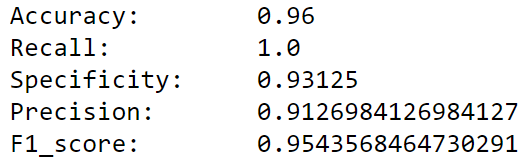 Accuracy: 0.96
Recall: 1.0
Specificity: 0.93125
Precision: 0.9126984126984127
F1_score: 0.9543568464730291